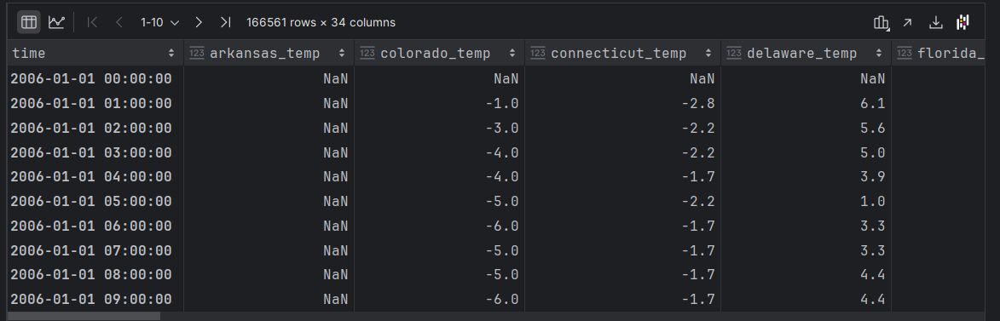 1-10 166561 rows × 34 columns
time 123 arkansas_temp 123 colorado_temp 123 connecticut_temp 123 delaware_temp 123 florida_
2006-01-01 00:00:00 NaN NaN NaN NaN
2006-01-01 01:00:00 NaN -1.0 -2.8 6.1
2006-01-01 02:00:00 NaN -3.0 -2.2 5.6
2006-01-01 03:00:00 NaN -4.0 -2.2 5.0
2006-01-01 04:00:00 NaN -4.0 -1.7 3.9
2006-01-01 05:00:00 NaN -5.0 -2.2 1.0
2006-01-01 06:00:00 NaN -6.0 -1.7 3.3
2006-01-01 07:00:00 NaN -5.0 -1.7 3.3
2006-01-01 08:00:00 NaN -5.0 -1.7 4.4
2006-01-01 09:00:00 NaN -6.0 -1.7 4.4